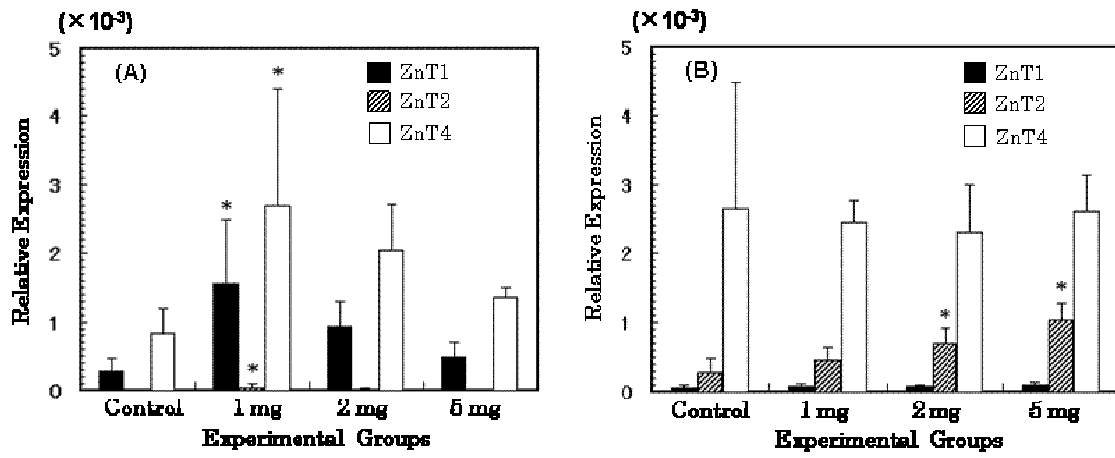 (×10⁻³)
(A)
ZnT1
ZnT2
ZnT4
5
4
3
2
1
0
Relative Expression
*
*
*
Control 1 mg 2 mg 5 mg
Experimental Groups
(×10⁻³)
(B)
ZnT1
ZnT2
ZnT4
5
4
3
2
1
0
Relative Expression
*
*
Control 1 mg 2 mg 5 mg
Experimental Groups